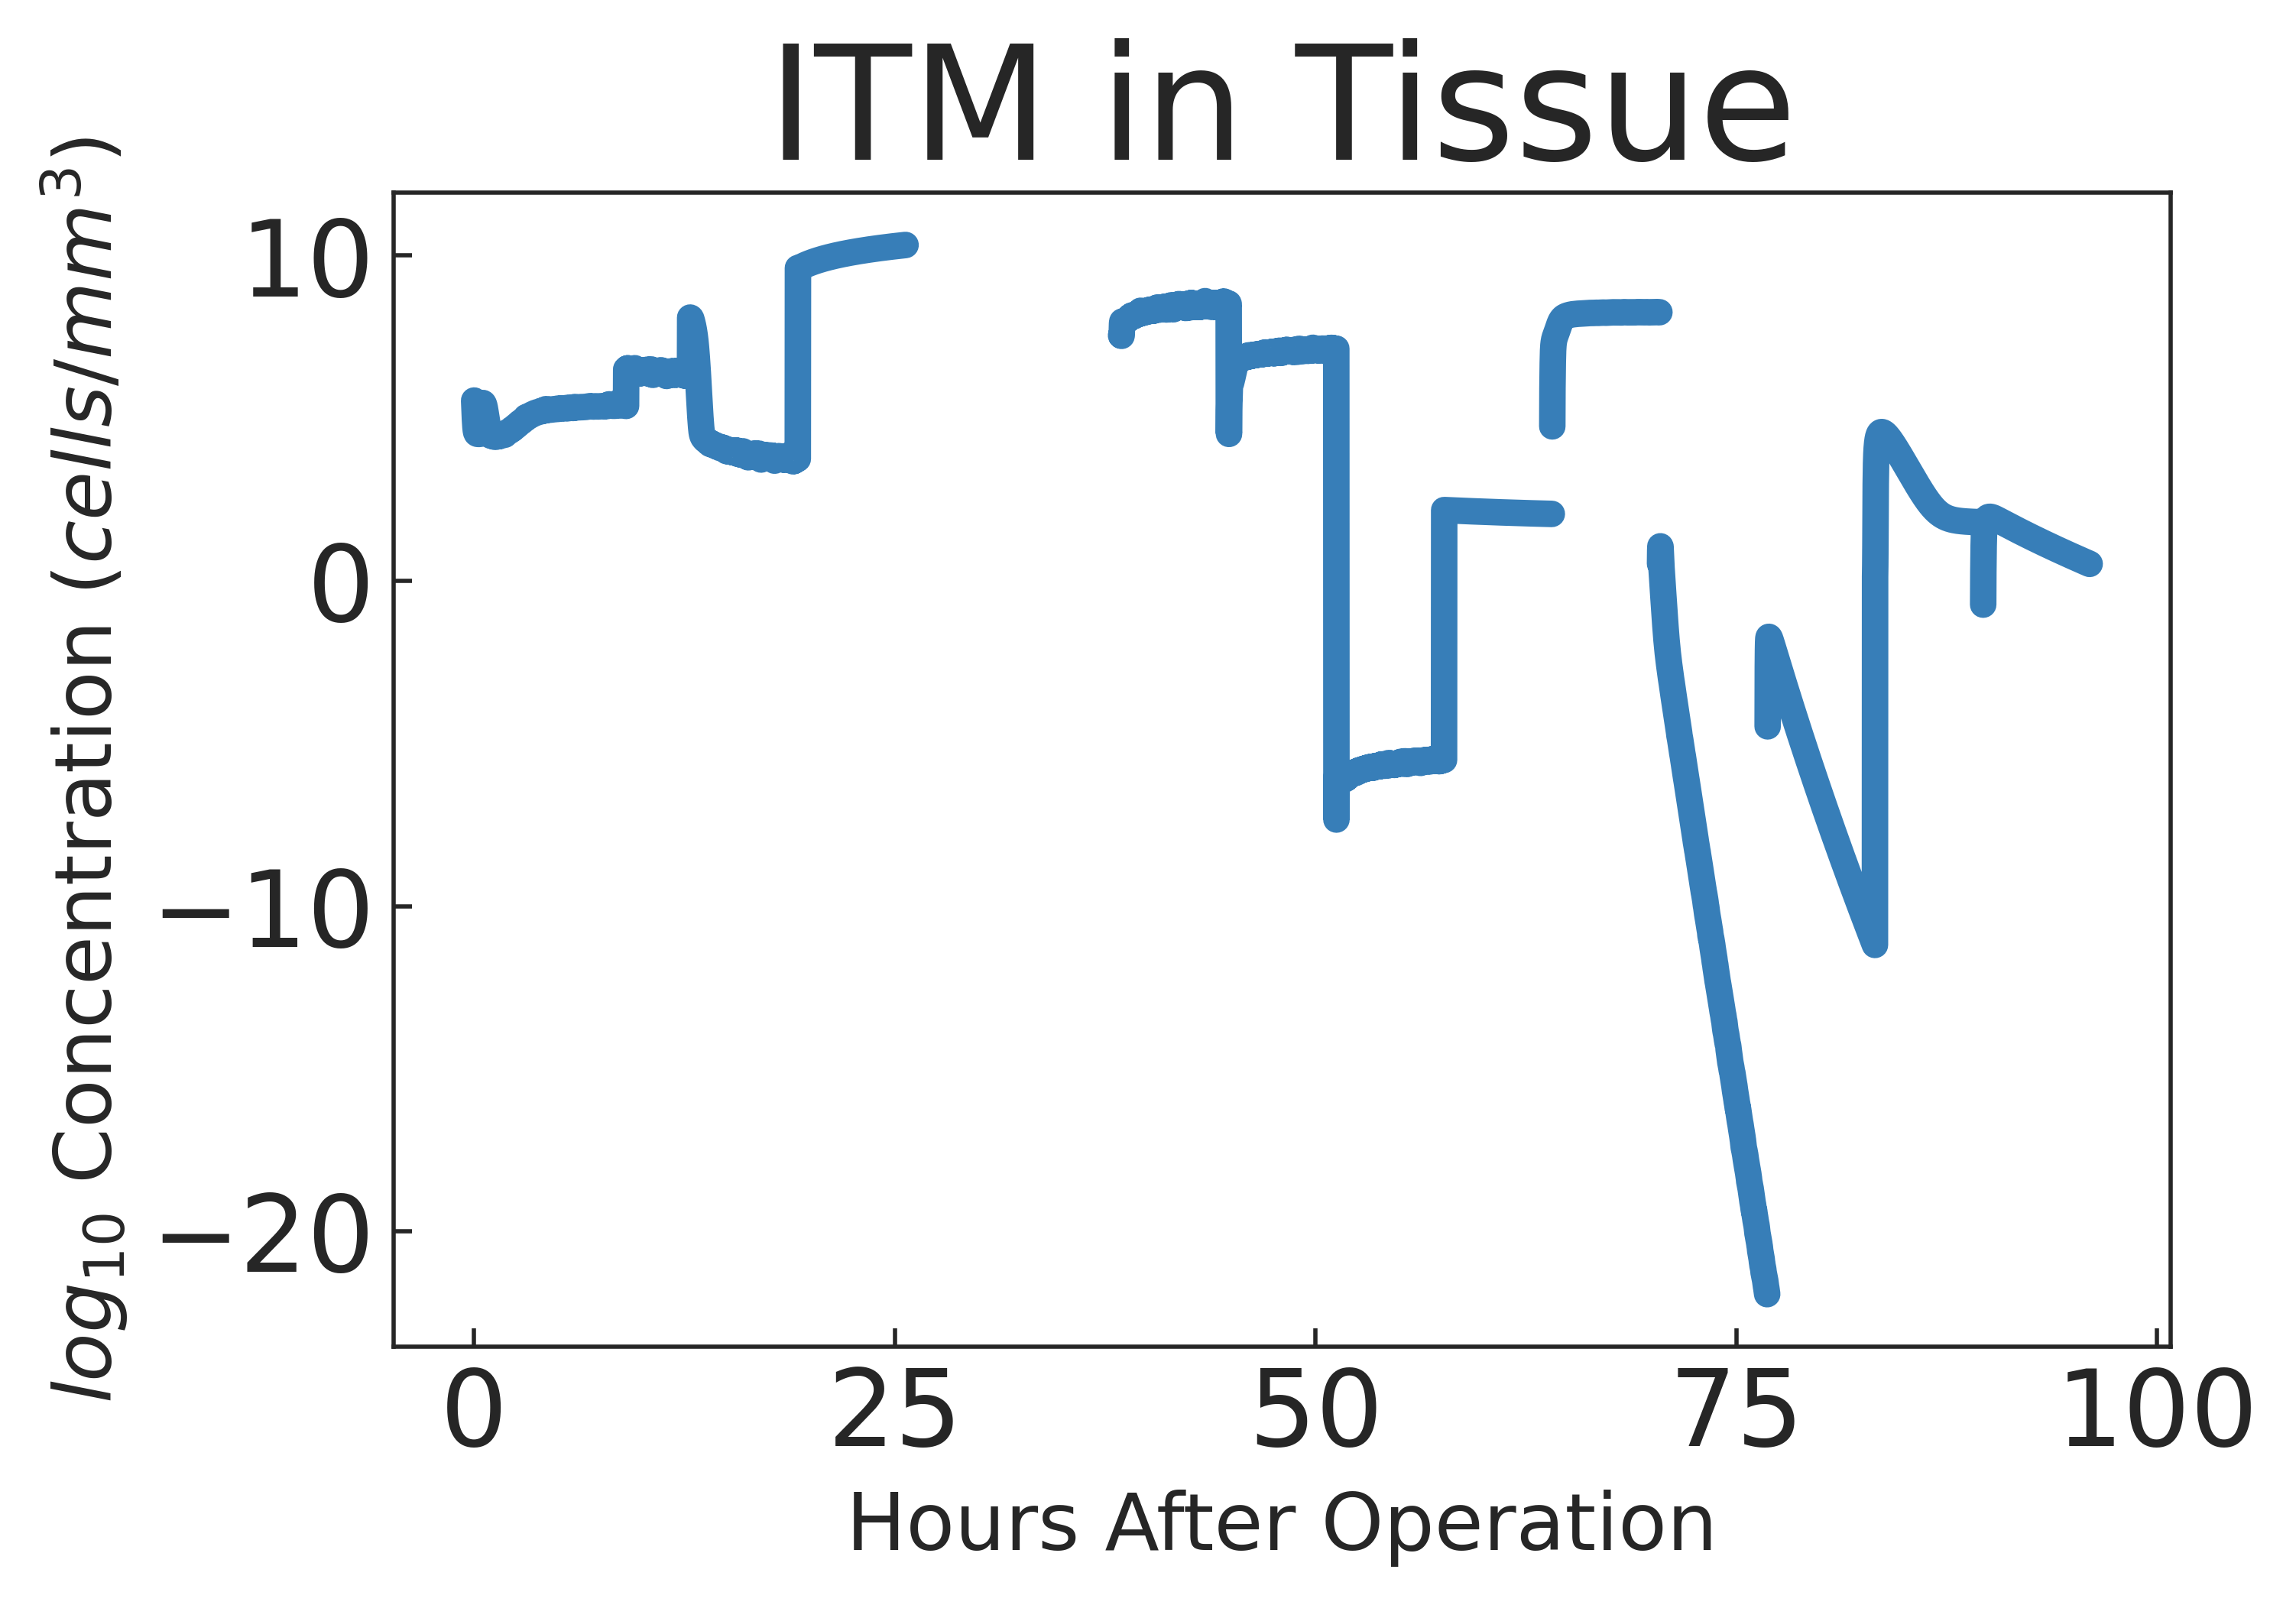 ITM in Tissue
log₁₀ Concentration (cells/mm³)
10
0
−10
−20
0 25 50 75 100
Hours After Operation